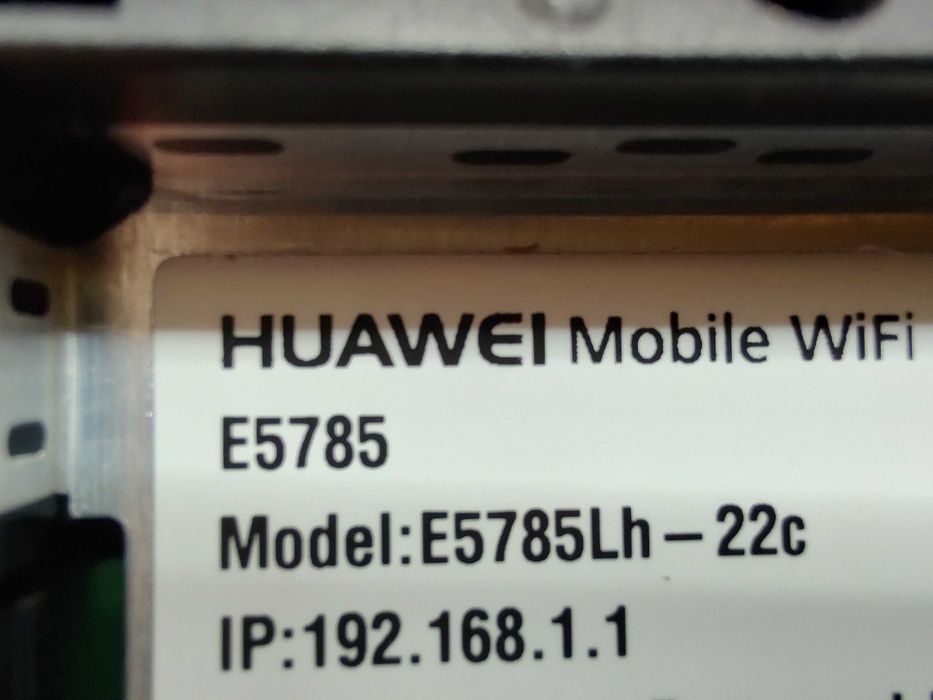 HUAWEI Mobile WiFi
E5785
Model:E5785Lh-22c
IP:192.168.1.1